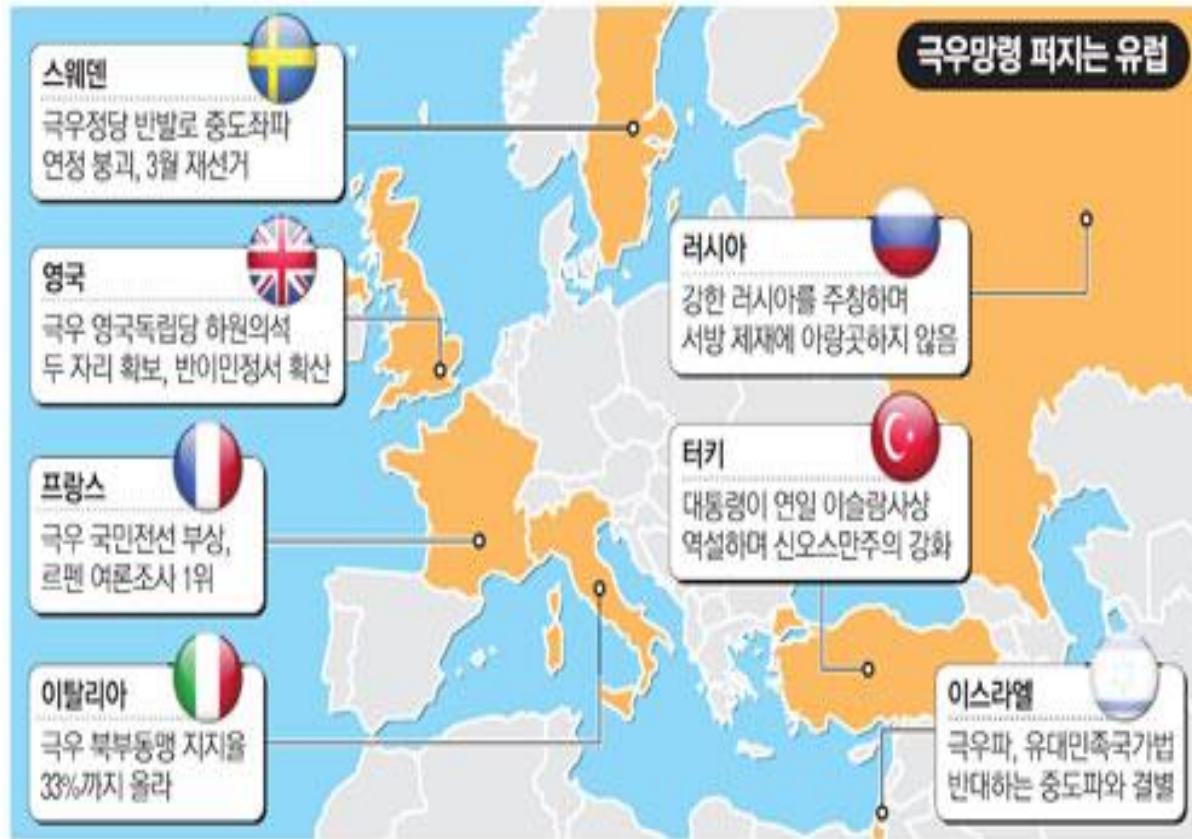 극우망령 퍼지는 유럽
스웨덴
극우정당 반발로 중도좌파
연정 붕괴, 3월 재선거
영국
극우 영국독립당 하원의석
두 자리 확보, 반이민정서 확산
프랑스
극우 국민전선 부상,
르펜 여론조사 1위
이탈리아
극우 북부동맹 지지율
33%까지 올라
러시아
강한 러시아를 주창하며
서방 제재에 아랑곳하지 않음
터키
대통령이 연일 이슬람사상
역설하며 신오스만주의 강화
이스라엘
극우파, 유대민족국가법
반대하는 중도파와 결별